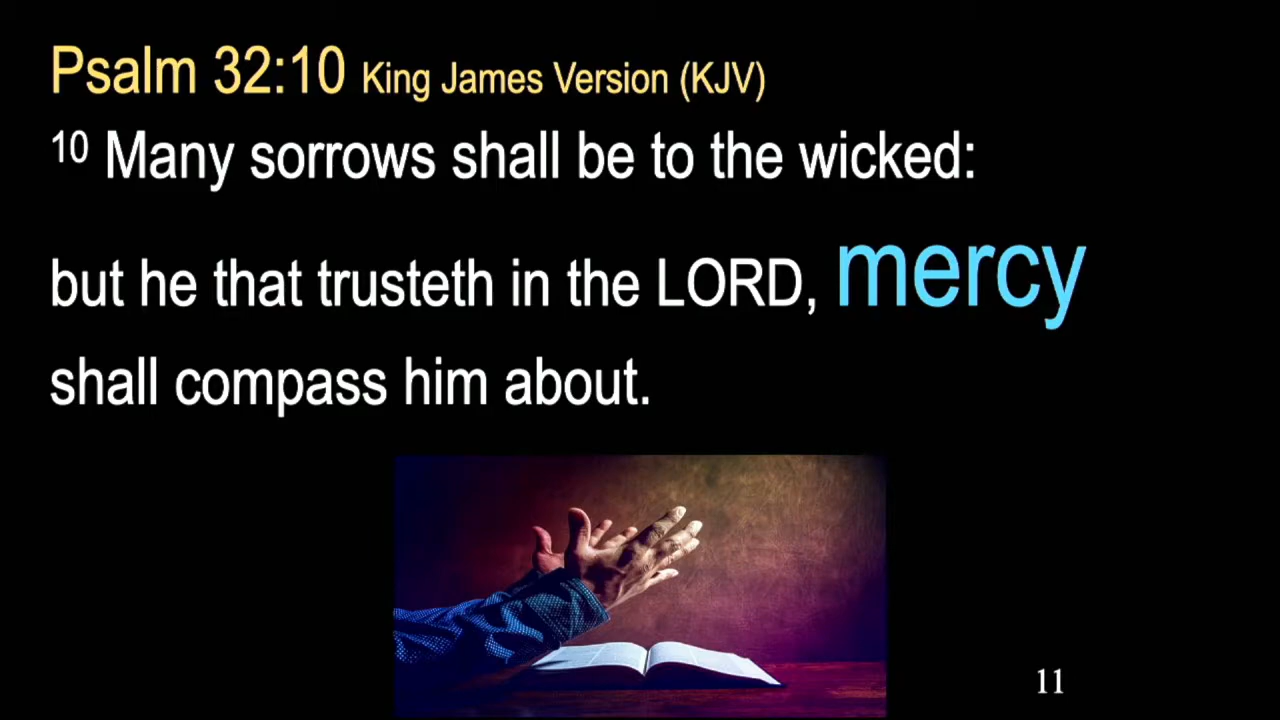 Psalm 32:10 King James Version (KJV)
10 Many sorrows shall be to the wicked:
but he that trusteth in the LORD, mercy
shall compass him about.
11